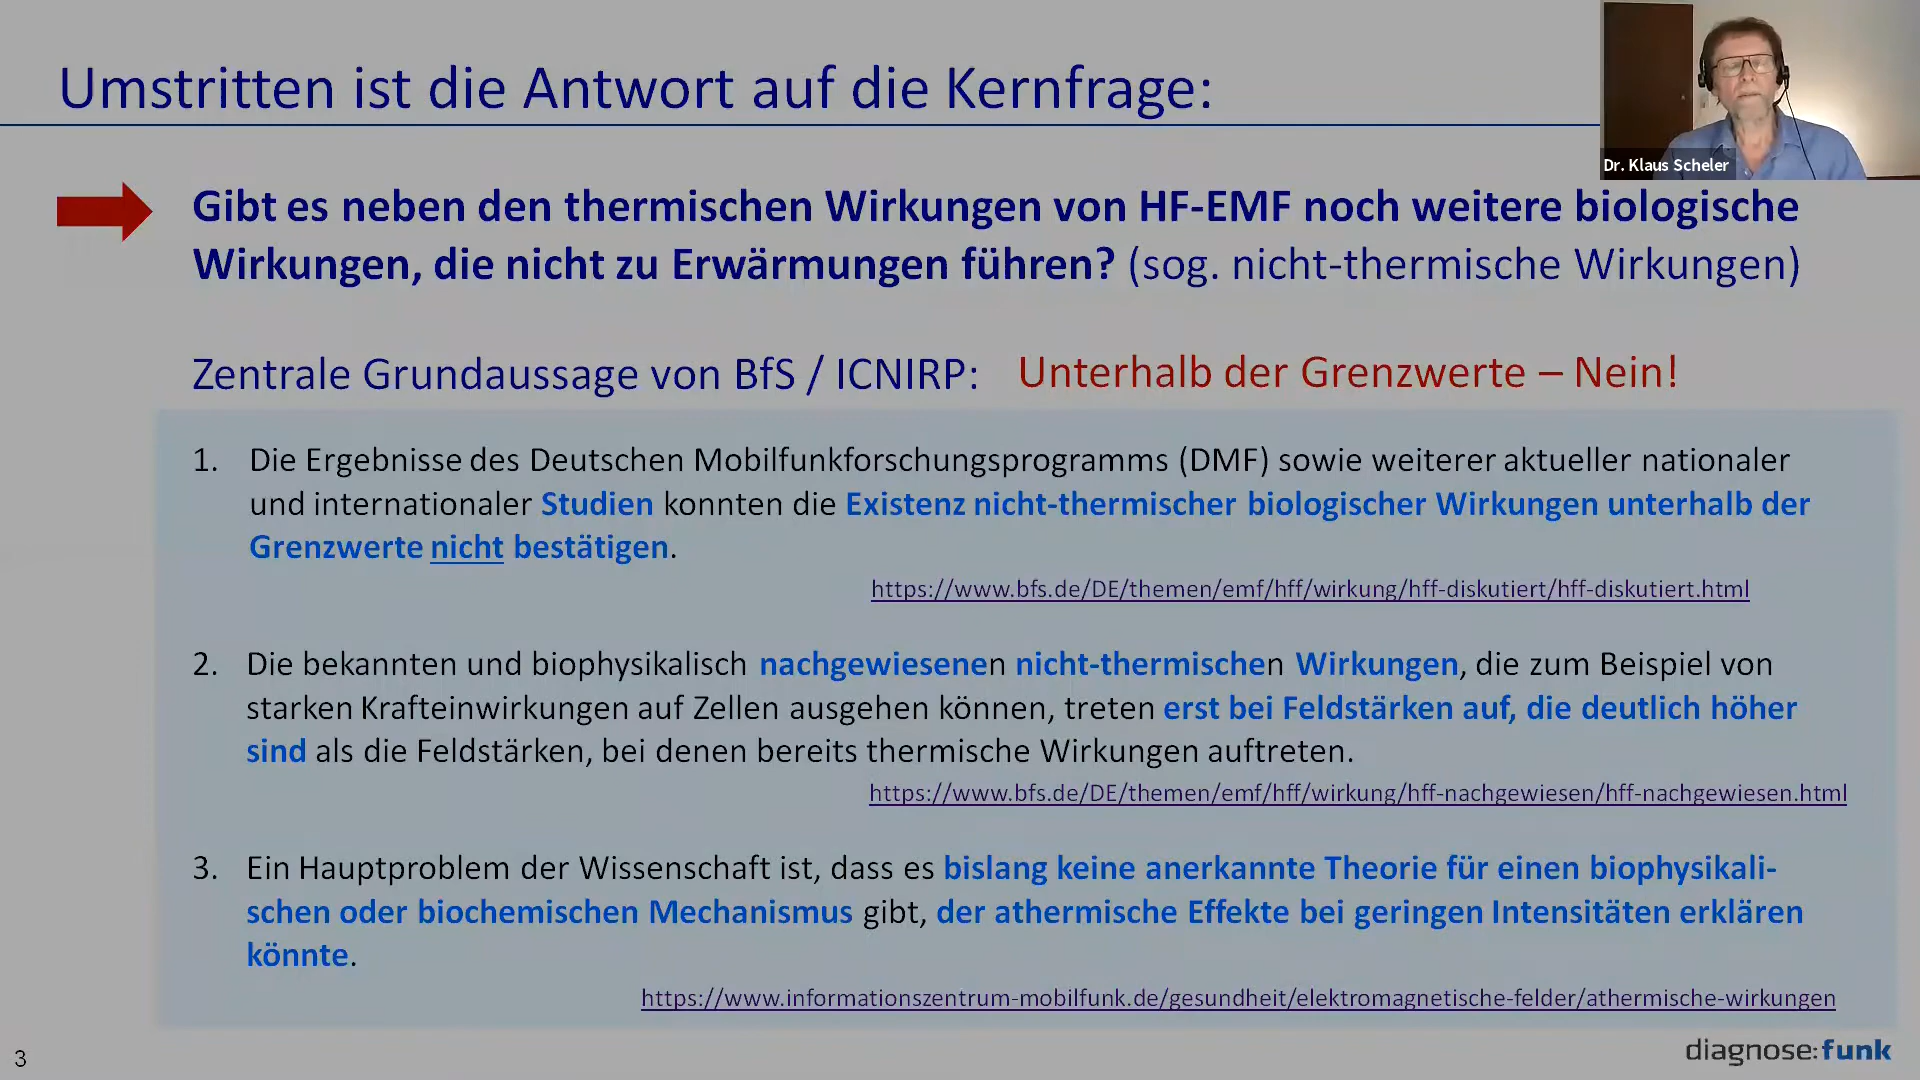 Umstritten ist die Antwort auf die Kernfrage:
Dr. Klaus Scheler
Gibt es neben den thermischen Wirkungen von HF-EMF noch weitere biologische
Wirkungen, die nicht zu Erwärmungen führen? (sog. nicht-thermische Wirkungen)
Zentrale Grundaussage von BfS / ICNIRP: Unterhalb der Grenzwerte – Nein!
1. Die Ergebnisse des Deutschen Mobilfunkforschungsprogramms (DMF) sowie weiterer aktueller nationaler
und internationaler Studien konnten die Existenz nicht-thermischer biologischer Wirkungen unterhalb der
Grenzwerte nicht bestätigen.
https://www.bfs.de/DE/themen/emf/hff/wirkung/hff-diskutiert/hff-diskutiert.html
2. Die bekannten und biophysikalisch nachgewiesenen nicht-thermischen Wirkungen, die zum Beispiel von
starken Krafteinwirkungen auf Zellen ausgehen können, treten erst bei Feldstärken auf, die deutlich höher
sind als die Feldstärken, bei denen bereits thermische Wirkungen auftreten.
https://www.bfs.de/DE/themen/emf/hff/wirkung/hff-nachgewiesen/hff-nachgewiesen.html
3. Ein Hauptproblem der Wissenschaft ist, dass es bislang keine anerkannte Theorie für einen biophysikali-
schen oder biochemischen Mechanismus gibt, der athermische Effekte bei geringen Intensitäten erklären
könnte.
https://www.informationszentrum-mobilfunk.de/gesundheit/elektromagnetische-felder/athermische-wirkungen
3
diagnose:funk